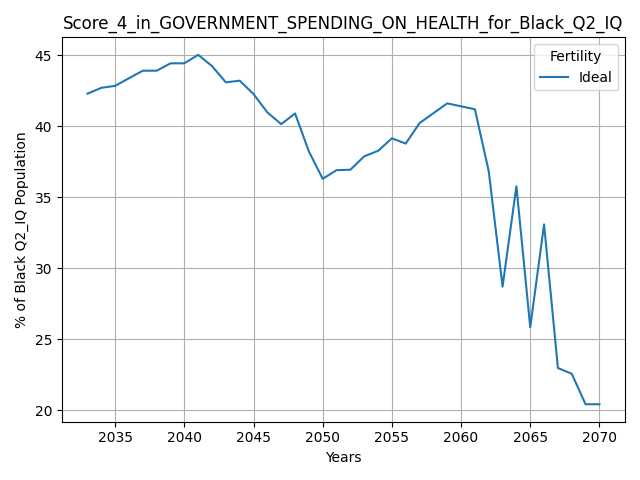 Score_4_in_GOVERNMENT_SPENDING_ON_HEALTH_for_Black_Q2_IQ
Fertility
Ideal
% of Black Q2_IQ Population
45
40
35
30
25
20
2035 2040 2045 2050 2055 2060 2065 2070
Years